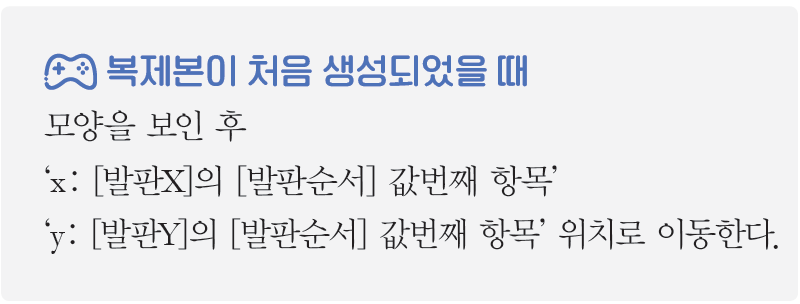 복제본이 처음 생성되었을 때
모양을 보인 후
‘x: [발판X]의 [발판순서] 값번째 항목’
‘y: [발판Y]의 [발판순서] 값번째 항목’ 위치로 이동한다.